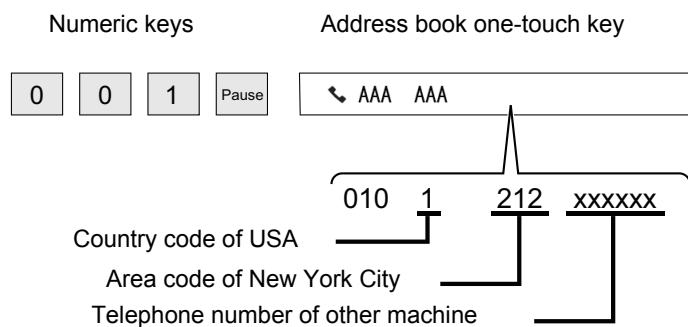 Numeric keys Address book one-touch key
0 0 1 Pause AAA AAA
010 1 212 xxxxxx
Country code of USA
Area code of New York City
Telephone number of other machine